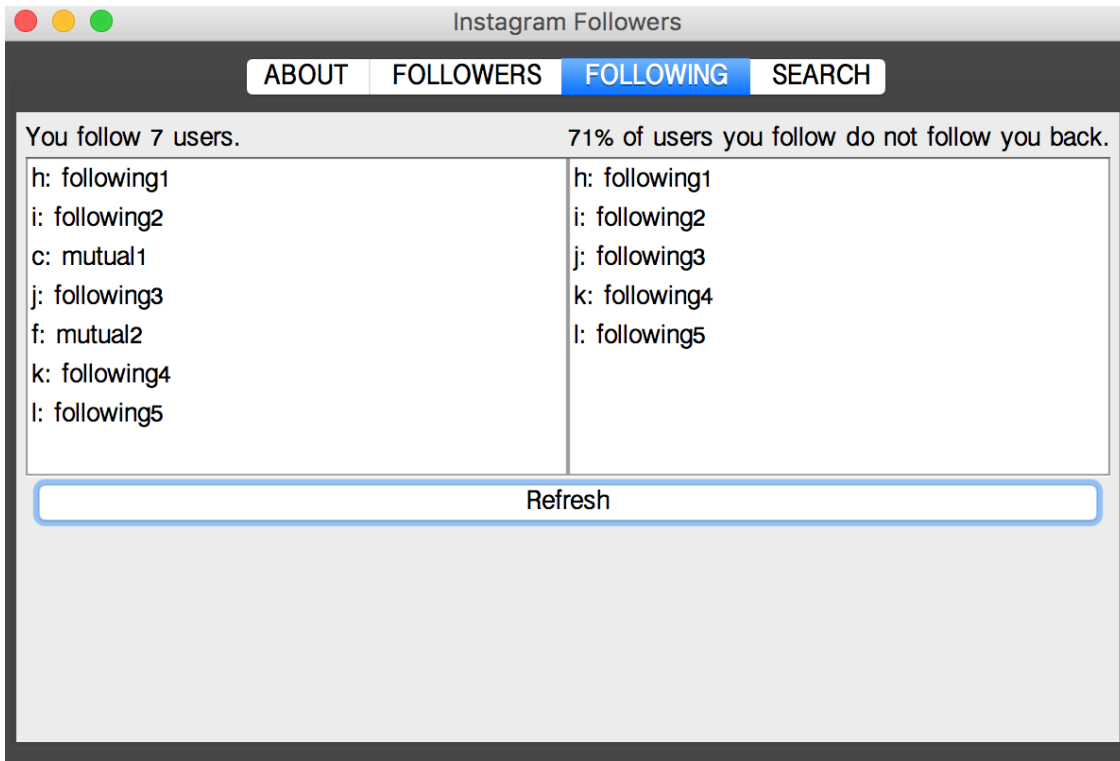 Instagram Followers
ABOUT FOLLOWERS FOLLOWING SEARCH
You follow 7 users.
71% of users you follow do not follow you back.
h: following1
i: following2
c: mutual1
j: following3
f: mutual2
k: following4
l: following5
h: following1
i: following2
j: following3
k: following4
l: following5
Refresh